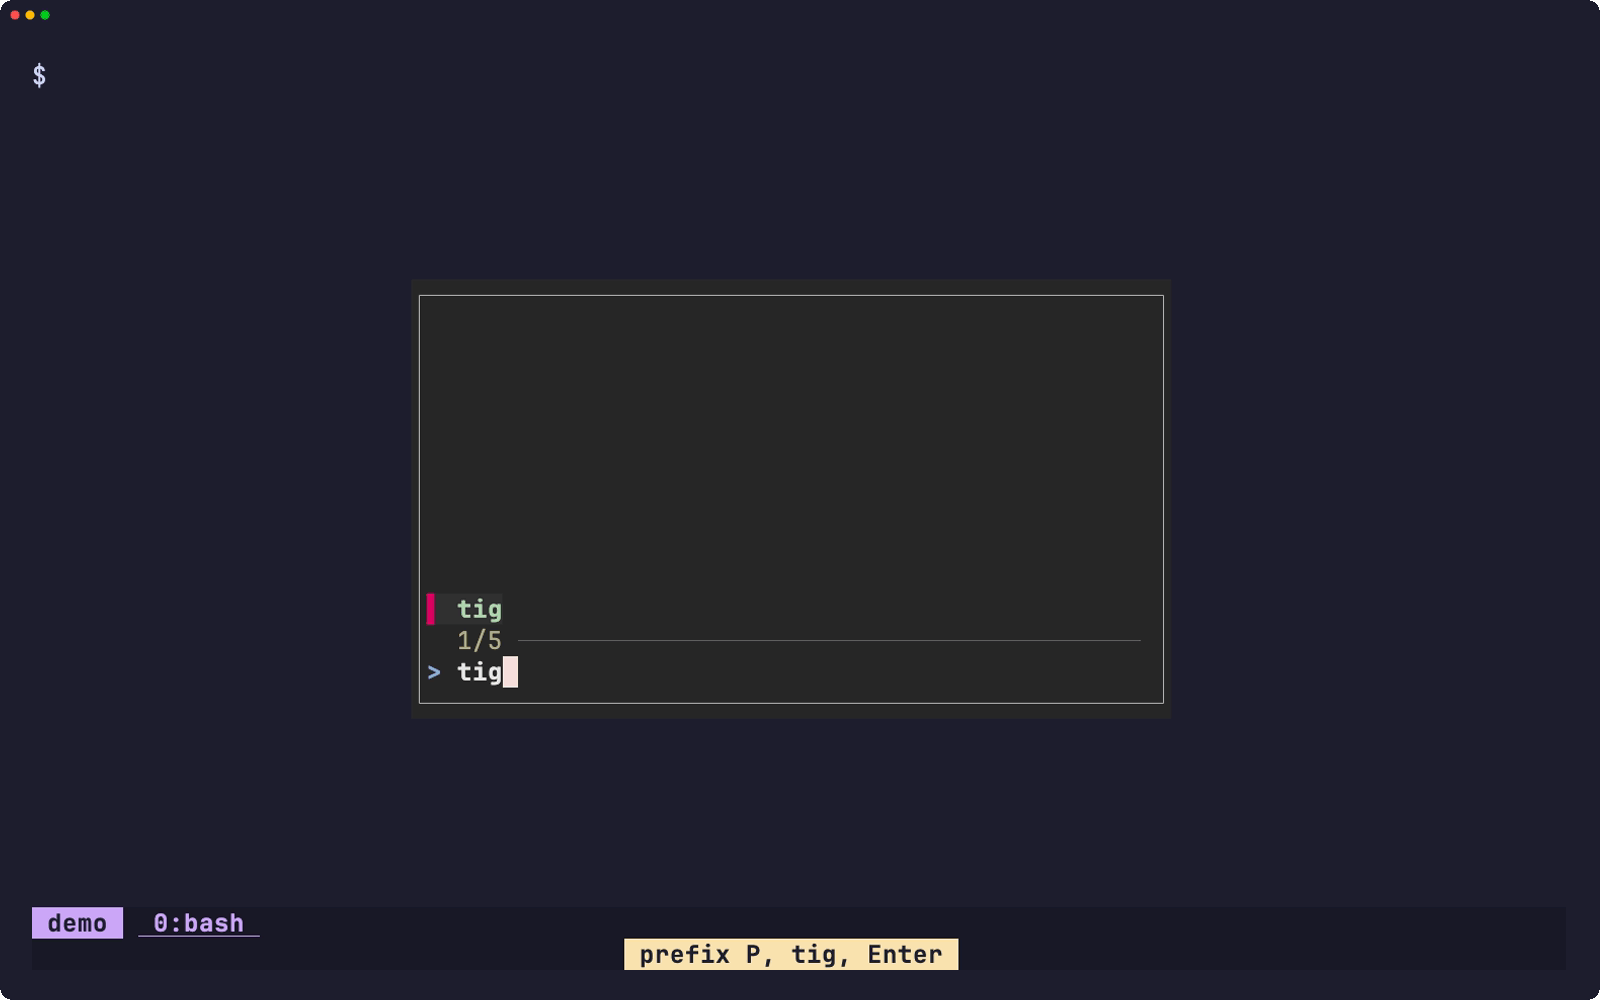 $
tig
1/5
> tig
demo 0:bash
prefix P, tig, Enter